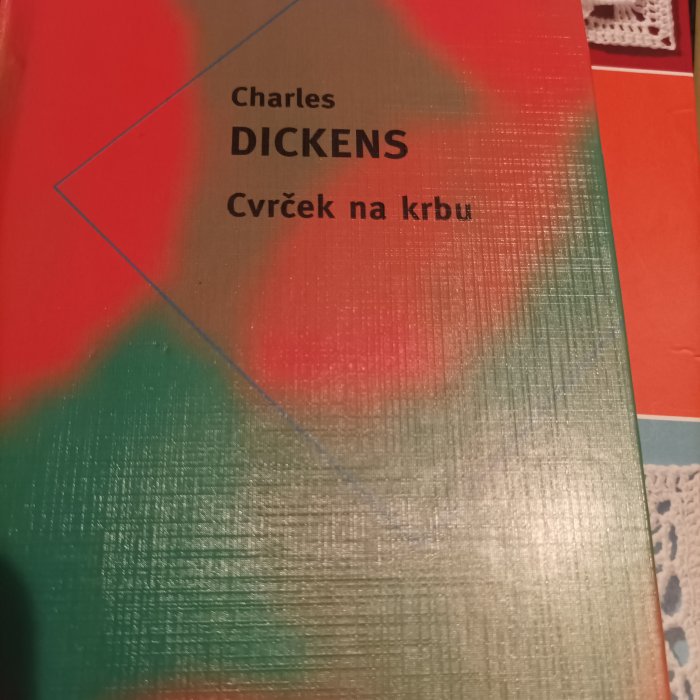 Charles
DICKENS
Cvrček na krbu